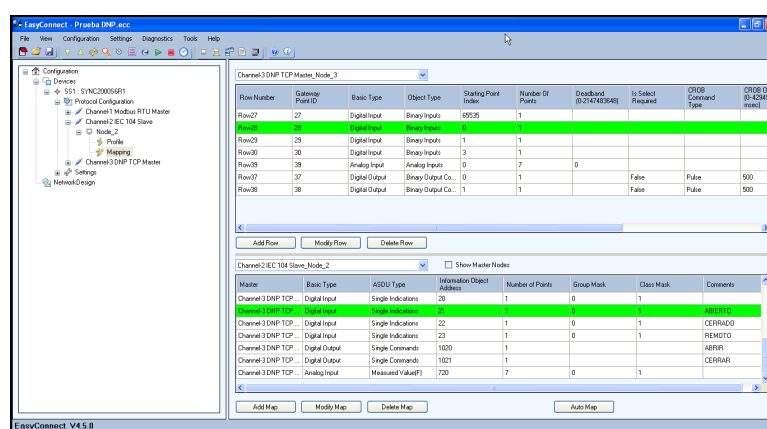 EasyConnect - Prueba DNP.ecc
File View Configuration Settings Diagnostics Tools Help
Configuration
Devices
SS1 : SYNC2000S6R1
Protocol Configuration
Channel-1 Modbus RTU Master
Channel-2 IEC 104 Slave
Node_2
Profile
Mapping
Channel-3 DNP TCP Master
Settings
NetworkDesign
Channel-3 DNP TCP Master_Node_3
Row Number Gateway Point ID Basic Type Object Type Starting Point Index Number Of Points Deadband (0-2147483648) Is Select Required CROB Command Type CROB O (0-4294 msec)
Row27 27 Digital Input Binary Inputs 65535 1
Row28 28 Digital Input Binary Inputs 0 1
Row29 29 Digital Input Binary Inputs 1 1
Row30 30 Digital Input Binary Inputs 3 1
Row39 39 Analog Input Analog Inputs 0 7 0
Row37 37 Digital Output Binary Output Co... 0 1 False Pulse 500
Row38 38 Digital Output Binary Output Co... 1 1 False Pulse 500
Add Row Modify Row Delete Row
Channel-2 IEC 104 Slave_Node_2 Show Master Nodes
Master Basic Type ASDU Type Information Object Address Number of Points Group Mask Class Mask Comments
Channel-3 DNP TCP ... Digital Input Single Indications 20 1 0 1
Channel-3 DNP TCP ... Digital Input Single Indications 21 1 0 1 ABIERTO
Channel-3 DNP TCP ... Digital Input Single Indications 22 1 0 1 CERRADO
Channel-3 DNP TCP ... Digital Input Single Indications 23 1 0 1 REMOTO
Channel-3 DNP TCP ... Digital Output Single Commands 1020 1 ABRIR
Channel-3 DNP TCP ... Digital Output Single Commands 1021 1 CERRAR
Channel-3 DNP TCP ... Analog Input Measured Value(F) 720 7 0 1
Add Map Modify Map Delete Map Auto Map
EasyConnect V4.5.0